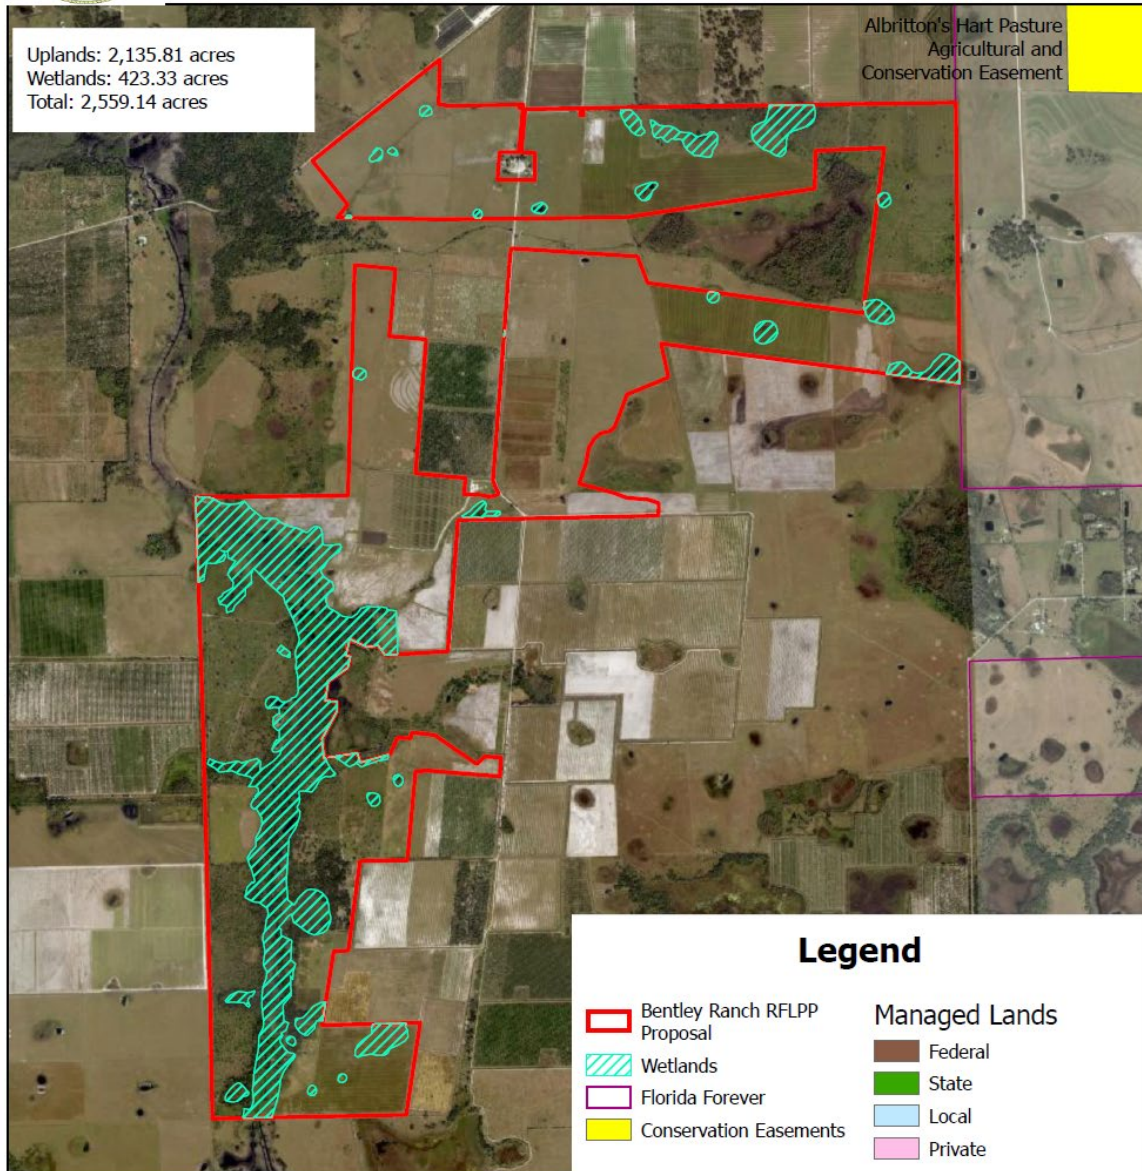 Uplands: 2,135.81 acres
Wetlands: 423.33 acres
Total: 2,559.14 acres
Albritton's Hart Pasture
Agricultural and
Conservation Easement
Legend
Bentley Ranch RFLPP
Proposal
Wetlands
Florida Forever
Conservation Easements
Managed Lands
Federal
State
Local
Private